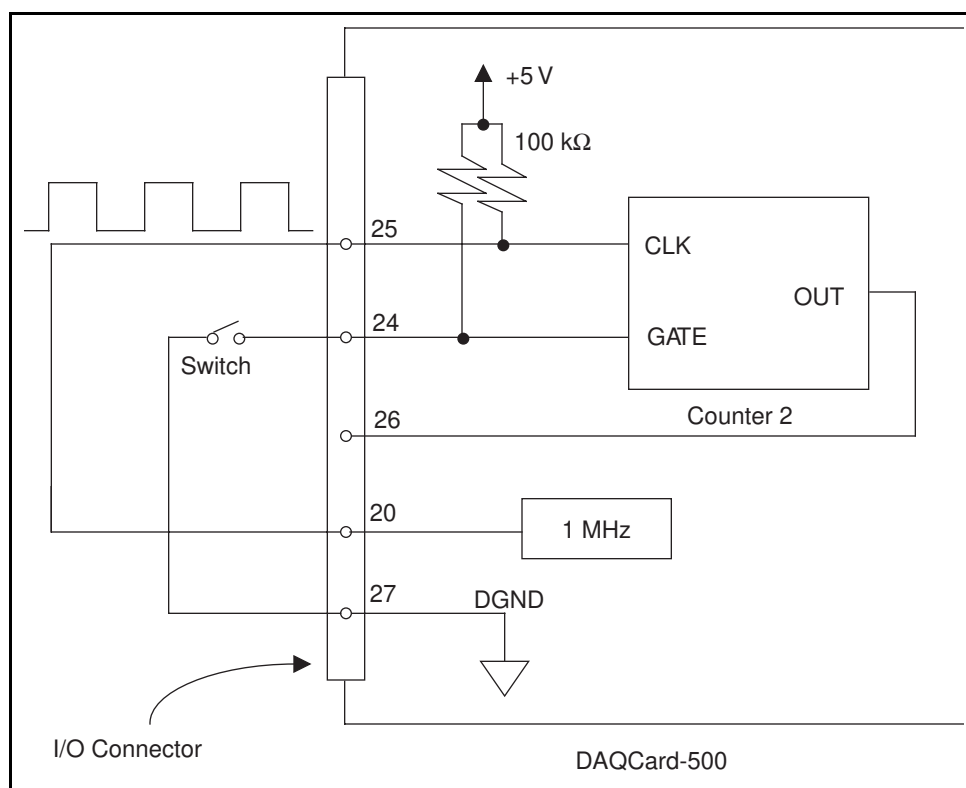 +5 V
100 kΩ
25
CLK
OUT
24
GATE
Switch
26
Counter 2
20
1 MHz
27
DGND
I/O Connector
DAQCard-500